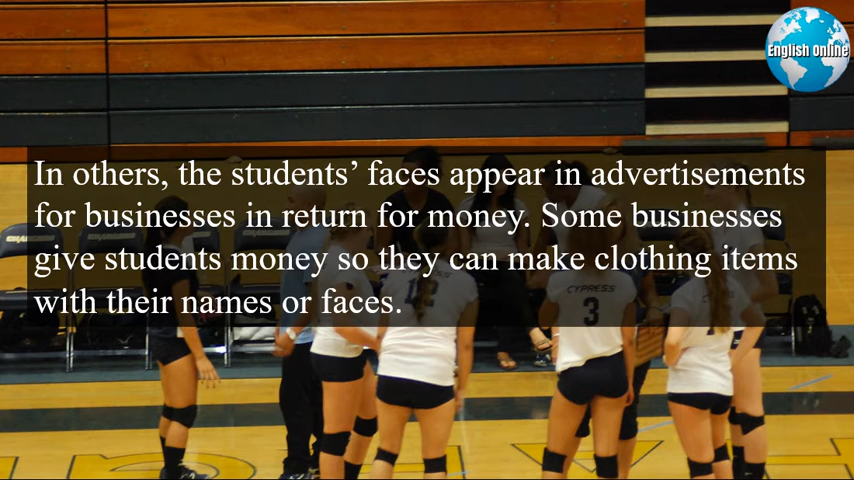 English Online
In others, the students’ faces appear in advertisements
for businesses in return for money. Some businesses
give students money so they can make clothing items
with their names or faces.
CYPRESS
3
12